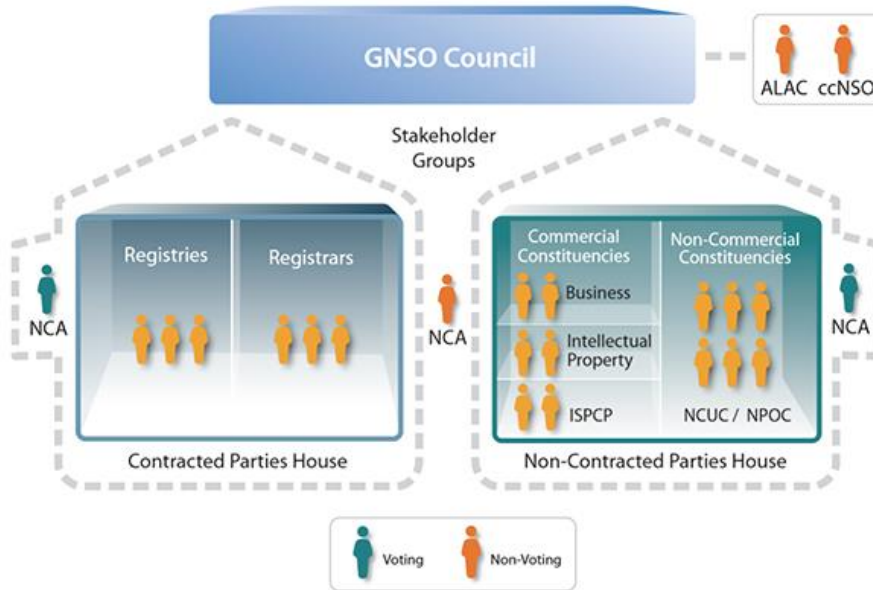 GNSO Council
ALAC ccNSO
Stakeholder
Groups
Registries
Registrars
Commercial
Constituencies
Non-Commercial
Constituencies
Business
Intellectual
Property
ISPCP
NCUC / NPOC
NCA
NCA
NCA
Contracted Parties House
Non-Contracted Parties House
Voting
Non-Voting